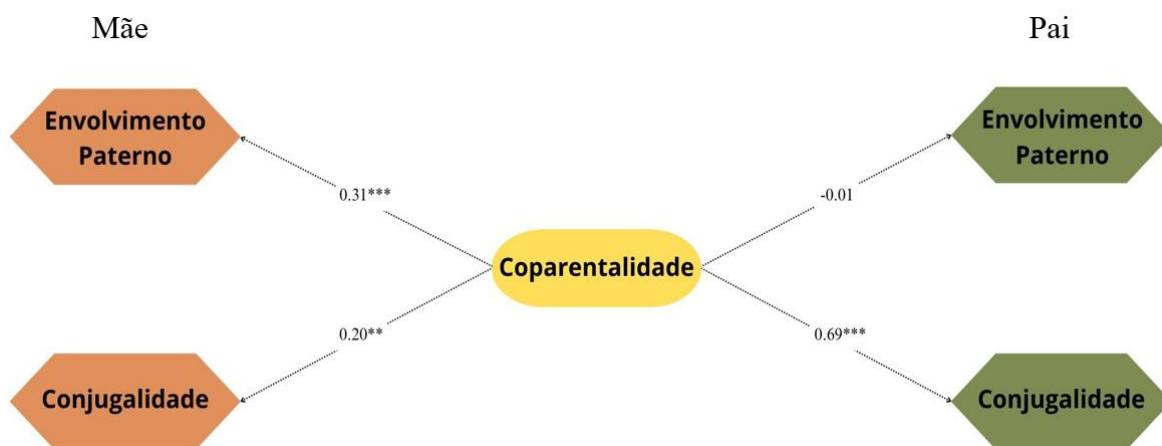 Mãe
Pai
Envolvimento
Paterno
Envolvimento
Paterno
0.31***
-0.01
Coparentalidade
0.20**
0.69***
Conjugalidade
Conjugalidade